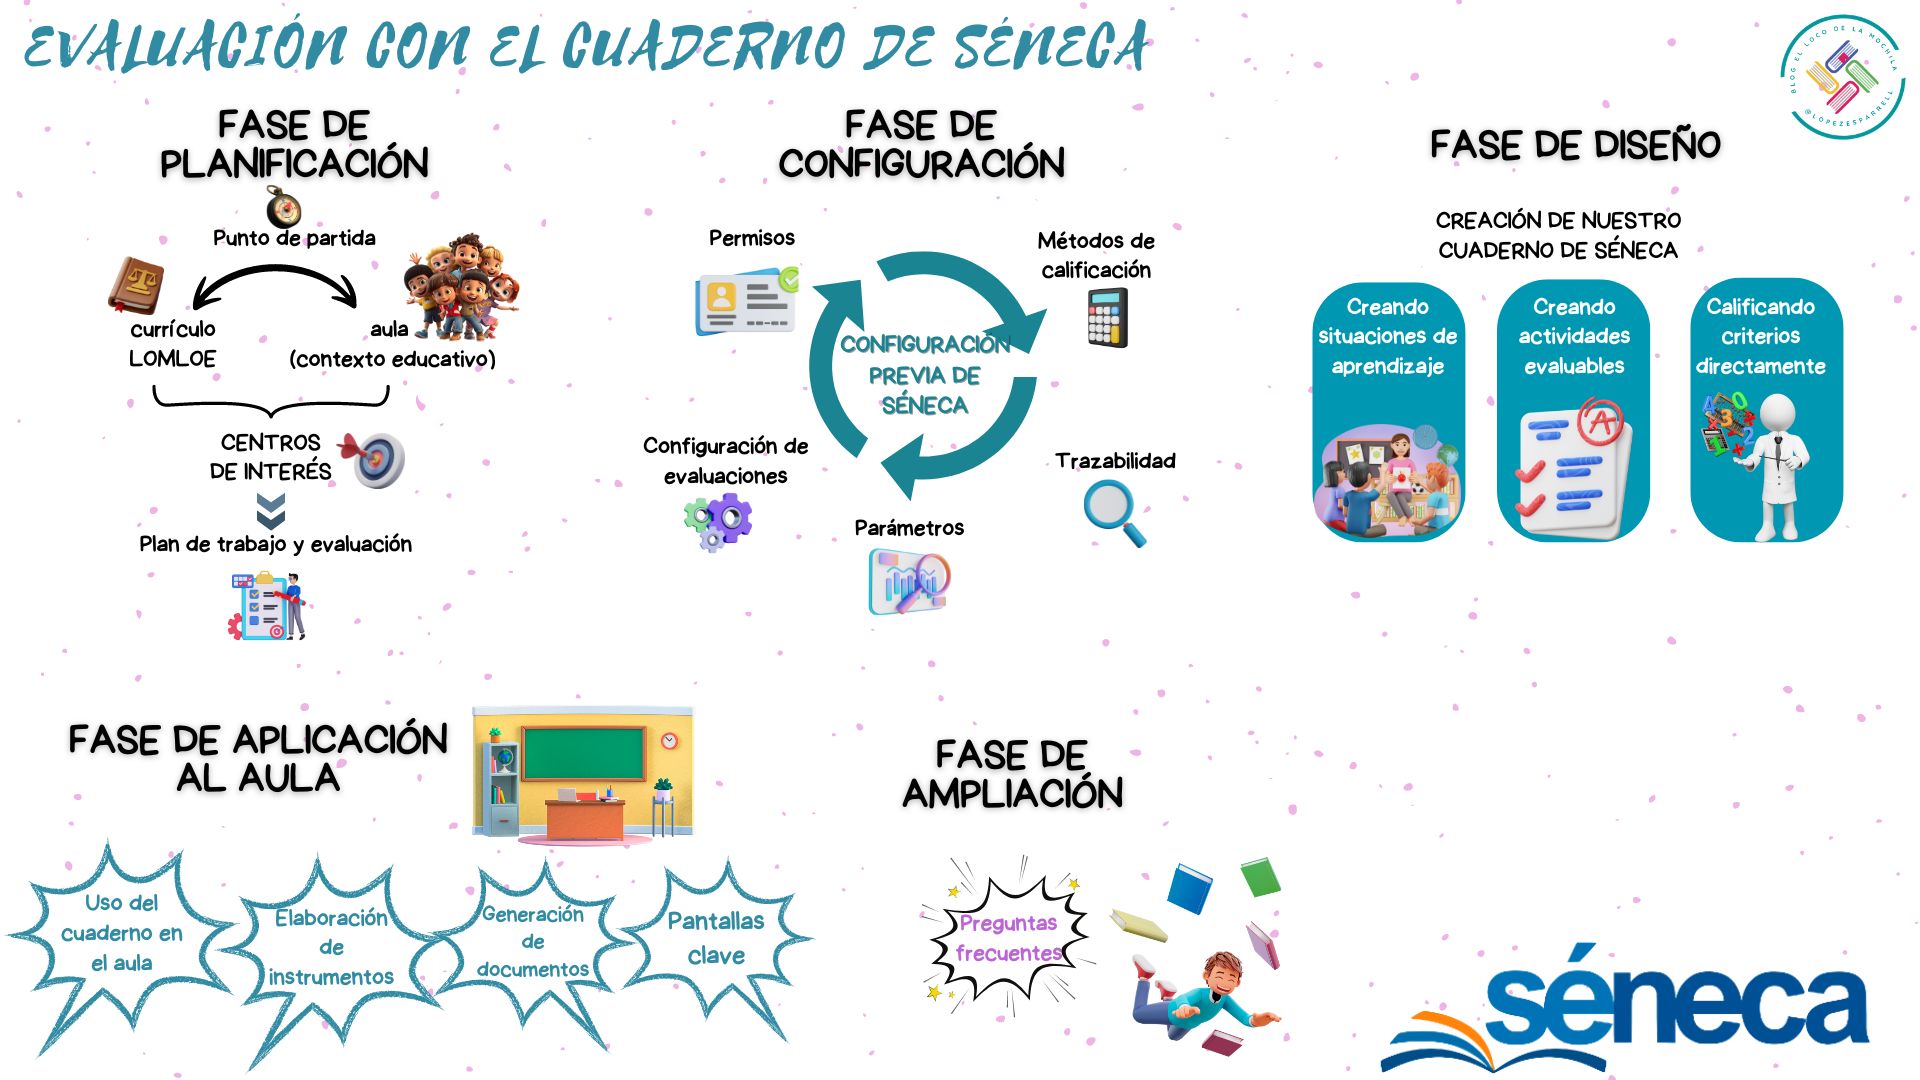 EVALUACIÓN CON EL CUADERNO DE SÉNECA
BLOG EL LOCO DE LA MOCHILA
@LOPEZESPARRELL
FASE DE
PLANIFICACIÓN
Punto de partida
currículo
LOMLOE
aula
(contexto educativo)
CENTROS
DE INTERÉS
Plan de trabajo y evaluación
FASE DE
CONFIGURACIÓN
Permisos
Métodos de
calificación
CONFIGURACIÓN
PREVIA DE
SÉNECA
Configuración de
evaluaciones
Trazabilidad
Parámetros
FASE DE DISEÑO
CREACIÓN DE NUESTRO
CUADERNO DE SÉNECA
Creando
situaciones de
aprendizaje
Creando
actividades
evaluables
A
Calificando
criterios
directamente
FASE DE APLICACIÓN
AL AULA
Uso del
cuaderno en
el aula
Elaboración
de
instrumentos
Generación
de
documentos
Pantallas
clave
FASE DE
AMPLIACIÓN
Preguntas
frecuentes
séneca